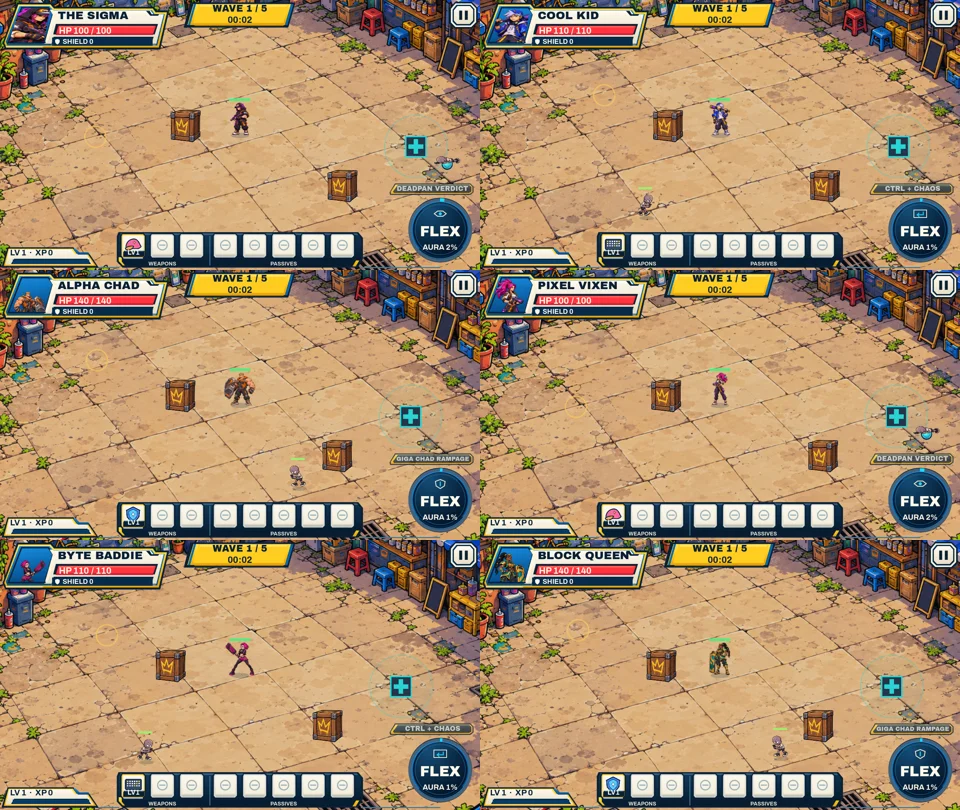 THE SIGMA
HP 100 / 100
SHIELD 0
WAVE 1 / 5
00:02
DEADPAN VERDICT
FLEX
AURA 2%
LV 1 · XP 0
LV1
WEAPONS
PASSIVES
COOL KID
HP 110 / 110
SHIELD 0
WAVE 1 / 5
00:02
CTRL + CHAOS
FLEX
AURA 1%
LV 1 · XP 0
LV1
WEAPONS
PASSIVES
ALPHA CHAD
HP 140 / 140
SHIELD 0
WAVE 1 / 5
00:02
GIGA CHAD RAMPAGE
FLEX
AURA 1%
LV 1 · XP 0
LV1
WEAPONS
PASSIVES
PIXEL VIXEN
HP 100 / 100
SHIELD 0
WAVE 1 / 5
00:02
DEADPAN VERDICT
FLEX
AURA 2%
LV 1 · XP 0
LV1
WEAPONS
PASSIVES
BYTE BADDIE
HP 110 / 110
SHIELD 0
WAVE 1 / 5
00:02
CTRL + CHAOS
FLEX
AURA 1%
LV 1 · XP 0
LV1
WEAPONS
PASSIVES
BLOCK QUEEN
HP 140 / 140
SHIELD 0
WAVE 1 / 5
00:02
GIGA CHAD RAMPAGE
FLEX
AURA 1%
LV 1 · XP 0
LV1
WEAPONS
PASSIVES